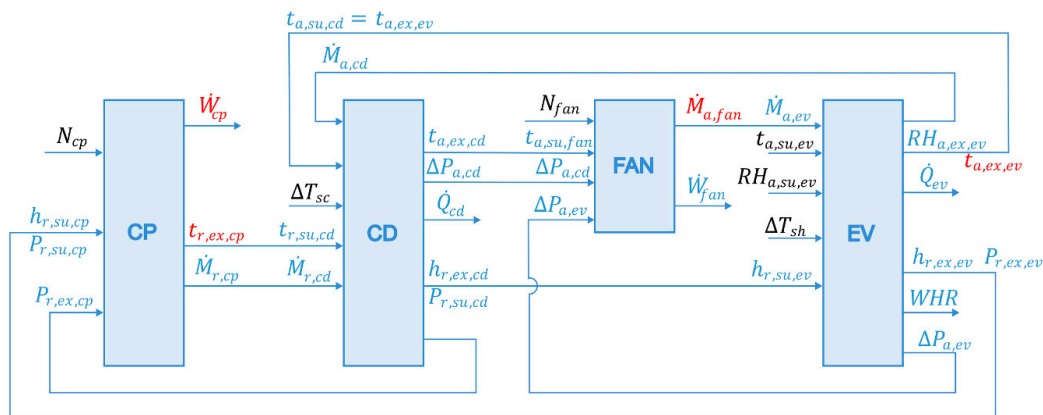 t_{a,su,cd} = t_{a,ex,ev}
Ṁ_{a,cd}
Ẇ_{cp}
N_{cp}
h_{r,su,cp}
P_{r,su,cp}
P_{r,ex,cp}
CP
t_{r,ex,cp}
Ṁ_{r,cp}
ΔT_{sc}
t_{r,su,cd}
Ṁ_{r,cd}
CD
t_{a,ex,cd}
ΔP_{a,cd}
Q̇_{cd}
h_{r,ex,cd}
P_{r,su,cd}
N_{fan}
t_{a,su,fan}
ΔP_{a,cd}
ΔP_{a,ev}
FAN
Ṁ_{a,fan}
Ẇ_{fan}
Ṁ_{a,ev}
t_{a,su,ev}
RH_{a,su,ev}
ΔT_{sh}
h_{r,su,ev}
EV
RH_{a,ex,ev}
t_{a,ex,ev}
Q̇_{ev}
h_{r,ex,ev} P_{r,ex,ev}
WHR
ΔP_{a,ev}